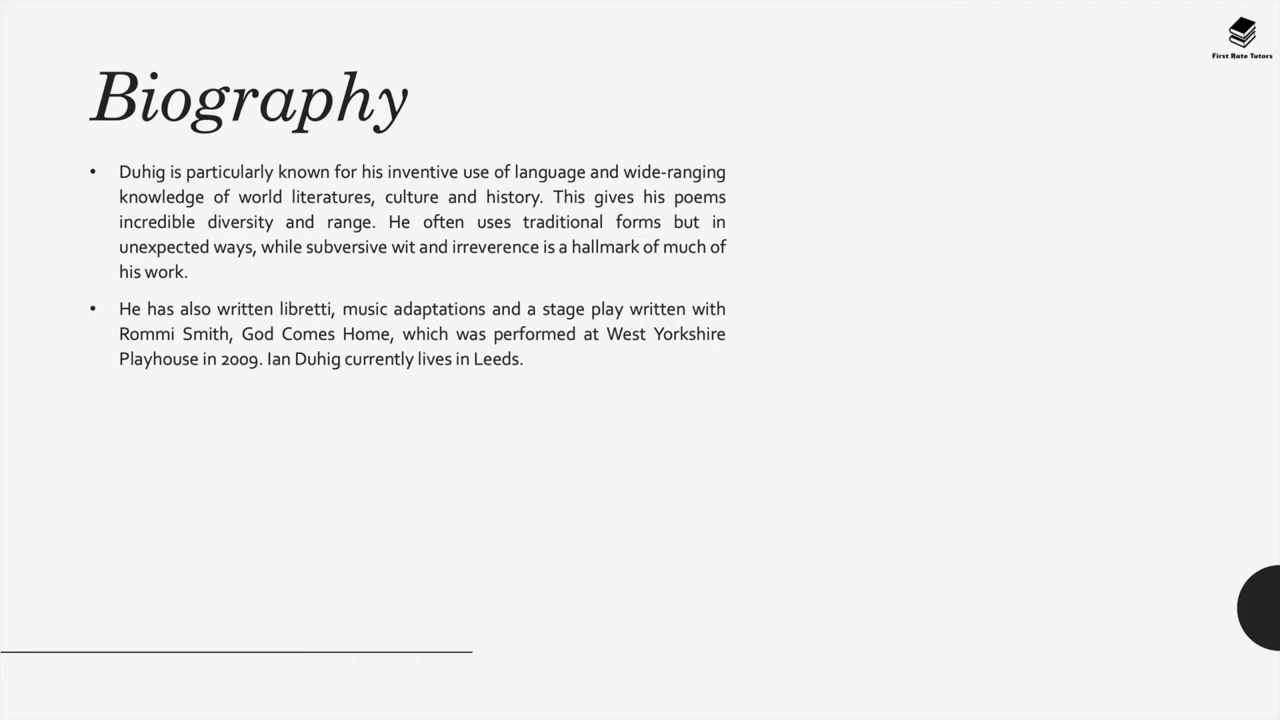 First Rate Tutors
Biography
• Duhig is particularly known for his inventive use of language and wide-ranging
knowledge of world literatures, culture and history. This gives his poems
incredible diversity and range. He often uses traditional forms but in
unexpected ways, while subversive wit and irreverence is a hallmark of much of
his work.
• He has also written libretti, music adaptations and a stage play written with
Rommi Smith, God Comes Home, which was performed at West Yorkshire
Playhouse in 2009. Ian Duhig currently lives in Leeds.